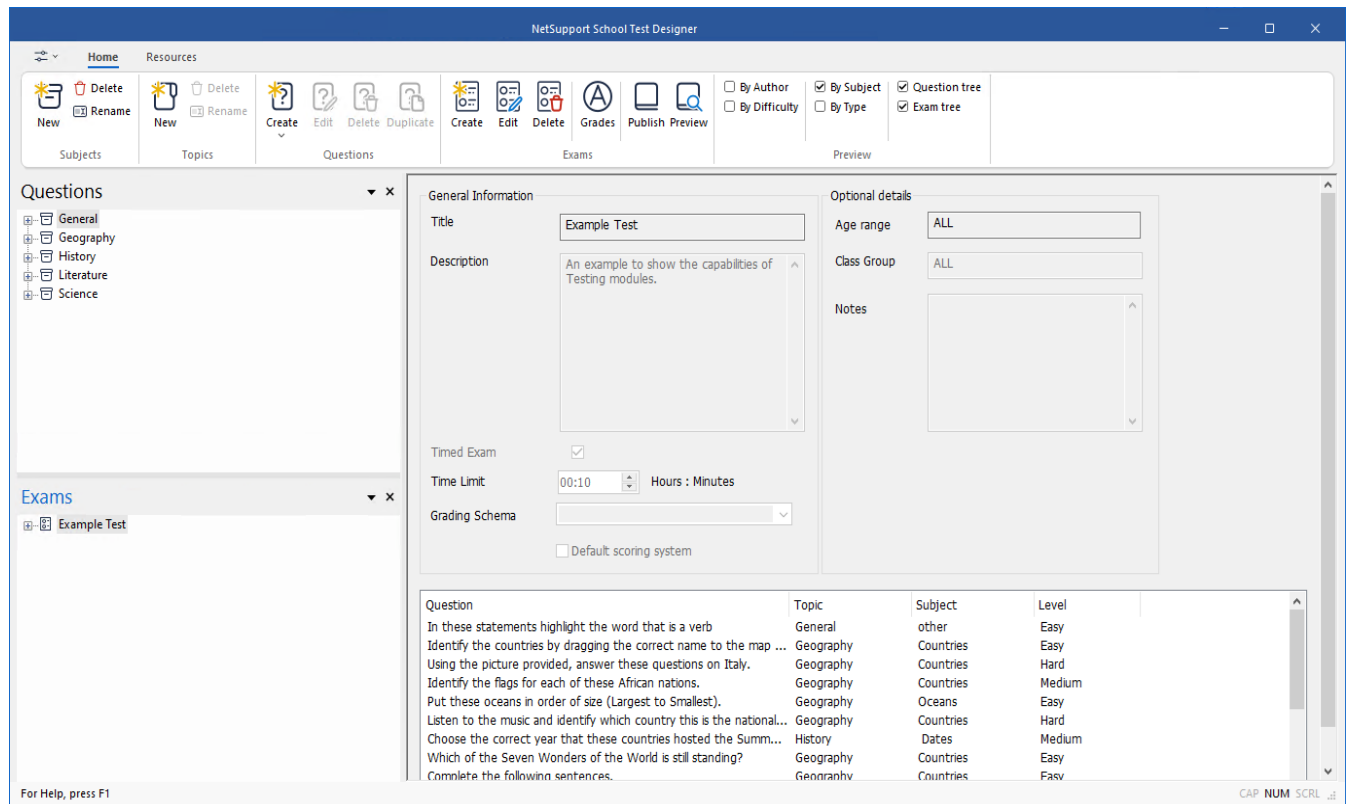 NetSupport School Test Designer
Home Resources
Delete Delete By Author By Subject Question tree
Rename Rename By Difficulty By Type Exam tree
New New Create Edit Delete Duplicate Create Edit Delete Grades Publish Preview
Subjects Topics Questions Exams Preview
Questions
General
Geography
History
Literature
Science
Exams
Example Test
General Information
Title Example Test
Description An example to show the capabilities of
Testing modules.
Timed Exam
Time Limit 00:10 Hours : Minutes
Grading Schema
Default scoring system
Optional details
Age range ALL
Class Group ALL
Notes
Question Topic Subject Level
In these statements highlight the word that is a verb General other Easy
Identify the countries by dragging the correct name to the map ... Geography Countries Easy
Using the picture provided, answer these questions on Italy. Geography Countries Hard
Identify the flags for each of these African nations. Geography Countries Medium
Put these oceans in order of size (Largest to Smallest). Geography Oceans Easy
Listen to the music and identify which country this is the national... Geography Countries Hard
Choose the correct year that these countries hosted the Summ... History Dates Medium
Which of the Seven Wonders of the World is still standing? Geography Countries Easy
Complete the following sentences. Geography Countries Easy
For Help, press F1 CAP NUM SCRL